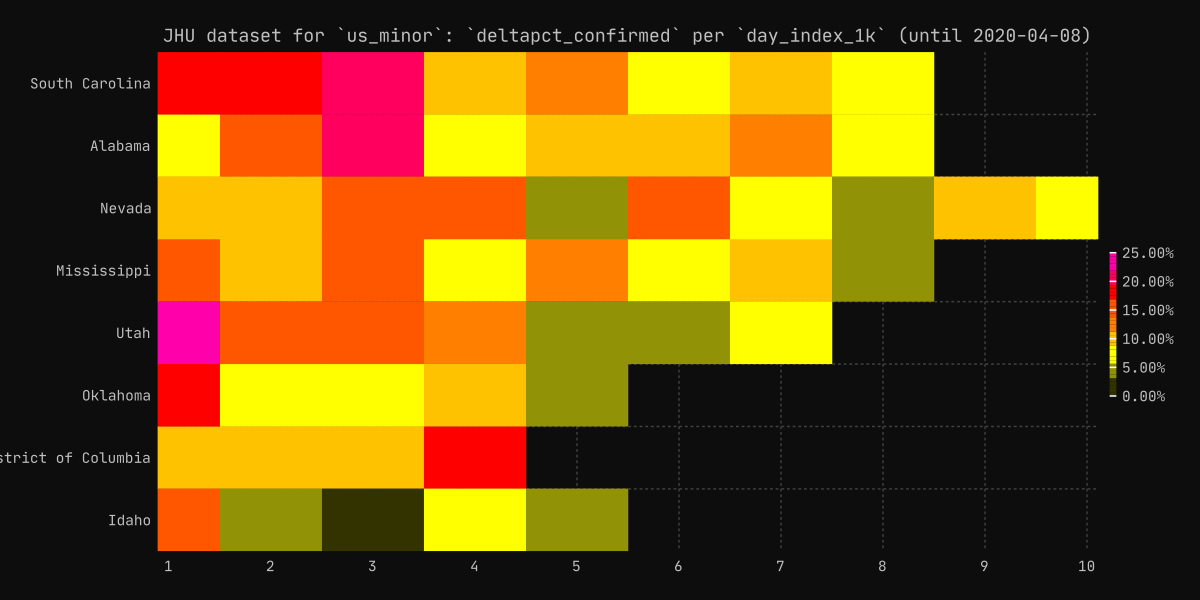 JHU dataset for `us_minor`: `deltapct_confirmed` per `day_index_1k` (until 2020-04-08)
South Carolina
Alabama
Nevada
Mississippi
Utah
Oklahoma
strict of Columbia
Idaho
1 2 3 4 5 6 7 8 9 10
25.00%
20.00%
15.00%
10.00%
5.00%
0.00%